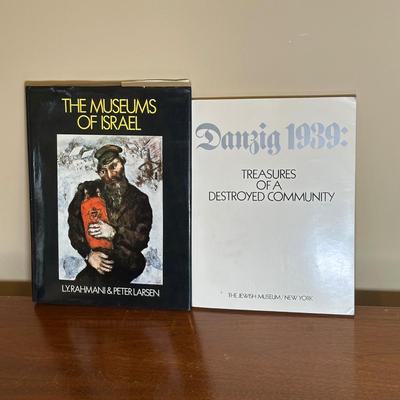 THE MUSEUMS
OF ISRAEL
L.Y. RAHMANI & PETER LARSEN
Danzig 1939:
TREASURES
OF A
DESTROYED COMMUNITY
THE JEWISH MUSEUM/NEW YORK